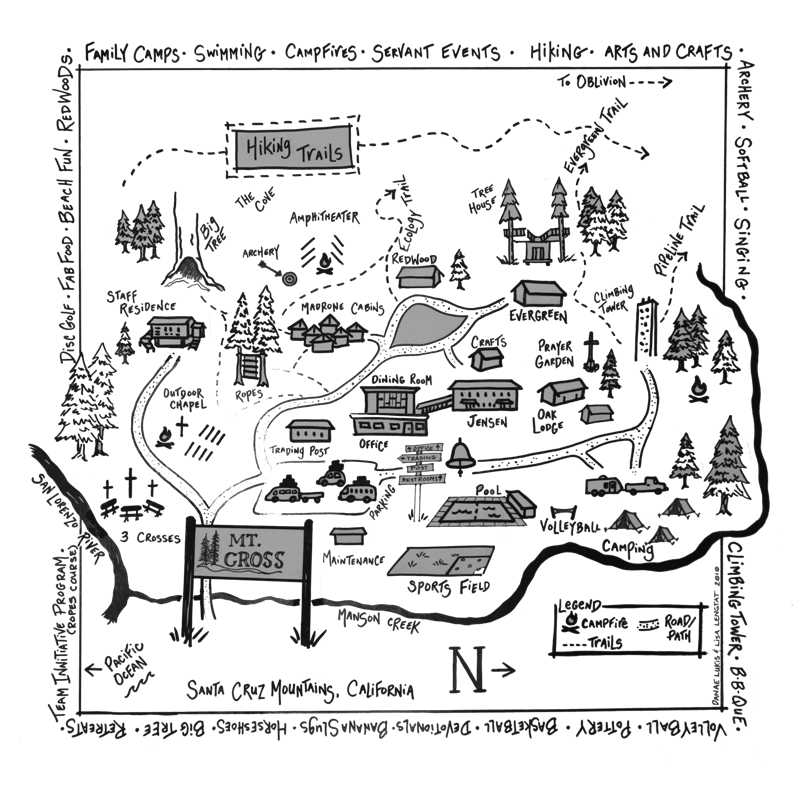 FAMILY CAMPS · SWIMMING · CAMPFIRES · SERVANT EVENTS · HIKING · ARTS AND CRAFTS ·
ARCHERY · SOFTBALL · SINGING ·
CLIMBING TOWER · B·B·QUE ·
VOLLEYBALL · POTTERY · BASKETBALL · DEVOTIONALS · BANANA SLUGS · HORSESHOES · BIG TREE · RETREATS ·
TEAM INITIATIVE PROGRAM ·
(ROPES COURSE)
DISC GOLF · FAB FOOD · BEACH FUN · REDWOODS ·
TO OBLIVION
HIKING TRAILS
EVERGREEN TRAIL
THE COVE
BIG TREE
AMPHITHEATER
ECOLOGY TRAIL
TREE
HOUSE
PIPELINE TRAIL
ARCHERY
REDWOOD
STAFF
RESIDENCE
MADRONE CABINS
EVERGREEN
CLIMBING
TOWER
CRAFTS
PRAYER
GARDEN
OUTDOOR
CHAPEL
ROPES
DINING ROOM
JENSEN
OAK
LODGE
TRADING POST
OFFICE
OFFICE
TRADING
POST
RESTROOMS
PARKING
POOL
VOLLEYBALL
CAMPING
SAN LORENZO RIVER
3 CROSSES
MT.
CROSS
MAINTENANCE
SPORTS FIELD
MANSON CREEK
LEGEND
CAMPFIRE
ROAD/
PATH
TRAILS
DANAE LUKIS & LISA LENGTAT 2010
PACIFIC
OCEAN
SANTA CRUZ MOUNTAINS, CALIFORNIA
N